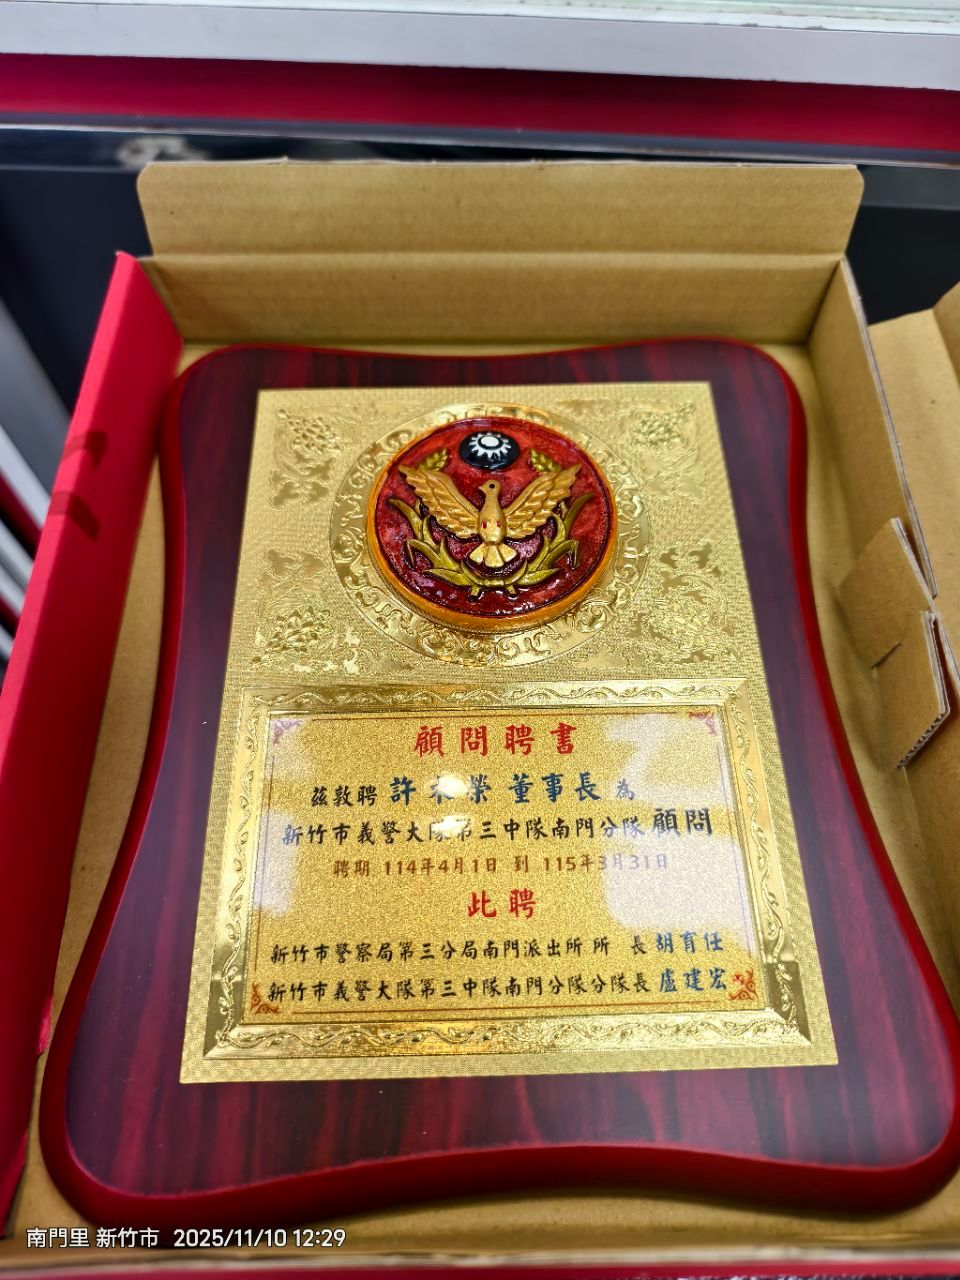 顧問聘書
茲敦聘 許 榮 董事長 為
新竹市義警大隊第三中隊南門分隊 顧問
聘期 114年4月1日 到 115年3月31日
此聘
新竹市警察局第三分局南門派出所 所 長 胡育任
新竹市義警大隊第三中隊南門分隊分隊長 盧建宏
南門里 新竹市 2025/11/10 12:29